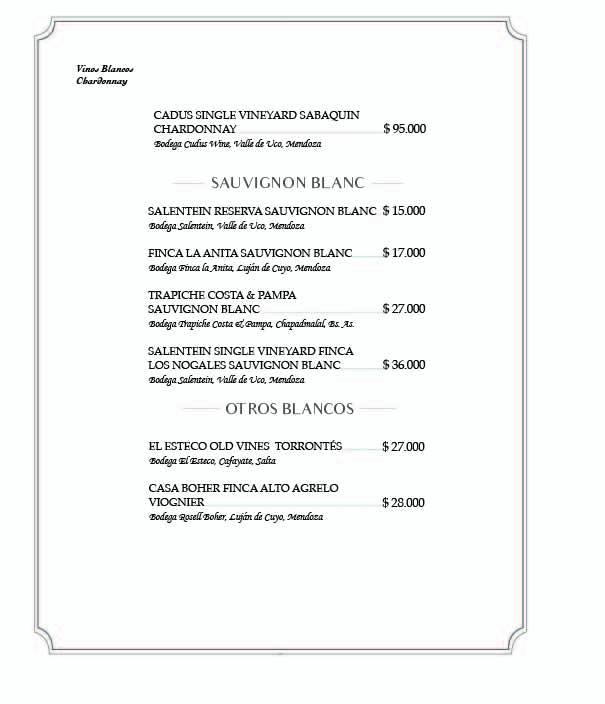 Vinos Blancos
Chardonnay
CADUS SINGLE VINEYARD SABAQUIN
CHARDONNAY $ 95.000
Bodega Cudus Wine, Valle de Uco, Mendoza
SAUVIGNON BLANC
SALENTEIN RESERVA SAUVIGNON BLANC $ 15.000
Bodega Salentein, Valle de Uco, Mendoza
FINCA LA ANITA SAUVIGNON BLANC $ 17.000
Bodega Finca la Anita, Luján de Cuyo, Mendoza
TRAPICHE COSTA & PAMPA
SAUVIGNON BLANC $ 27.000
Bodega Trapiche Costa & Pampa, Chapadmalal, Bs. As.
SALENTEIN SINGLE VINEYARD FINCA
LOS NOGALES SAUVIGNON BLANC $ 36.000
Bodega Salentein, Valle de Uco, Mendoza
OTROS BLANCOS
EL ESTECO OLD VINES TORRONTÉS $ 27.000
Bodega El Esteco, Cafayate, Salta
CASA BOHER FINCA ALTO AGRELO
VIOGNIER $ 28.000
Bodega Rosell Boher, Luján de Cuyo, Mendoza